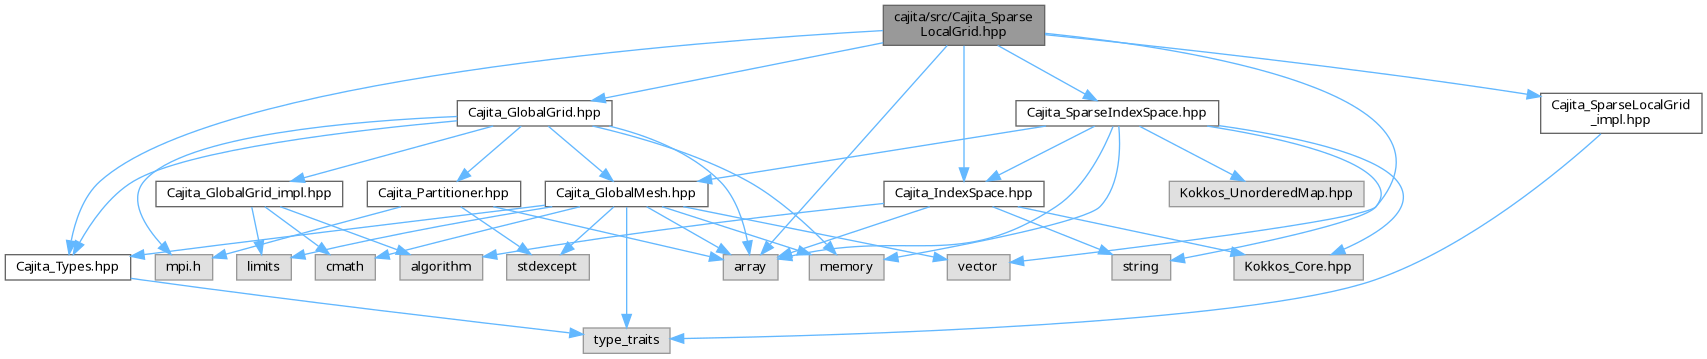 cajita/src/Cajita_Sparse
LocalGrid.hpp
Cajita_GlobalGrid.hpp
Cajita_SparseIndexSpace.hpp
Cajita_SparseLocalGrid
_impl.hpp
Cajita_GlobalGrid_impl.hpp
Cajita_Partitioner.hpp
Cajita_GlobalMesh.hpp
Cajita_IndexSpace.hpp
Kokkos_UnorderedMap.hpp
Cajita_Types.hpp
mpi.h
limits
cmath
algorithm
stdexcept
array
memory
vector
string
Kokkos_Core.hpp
type_traits